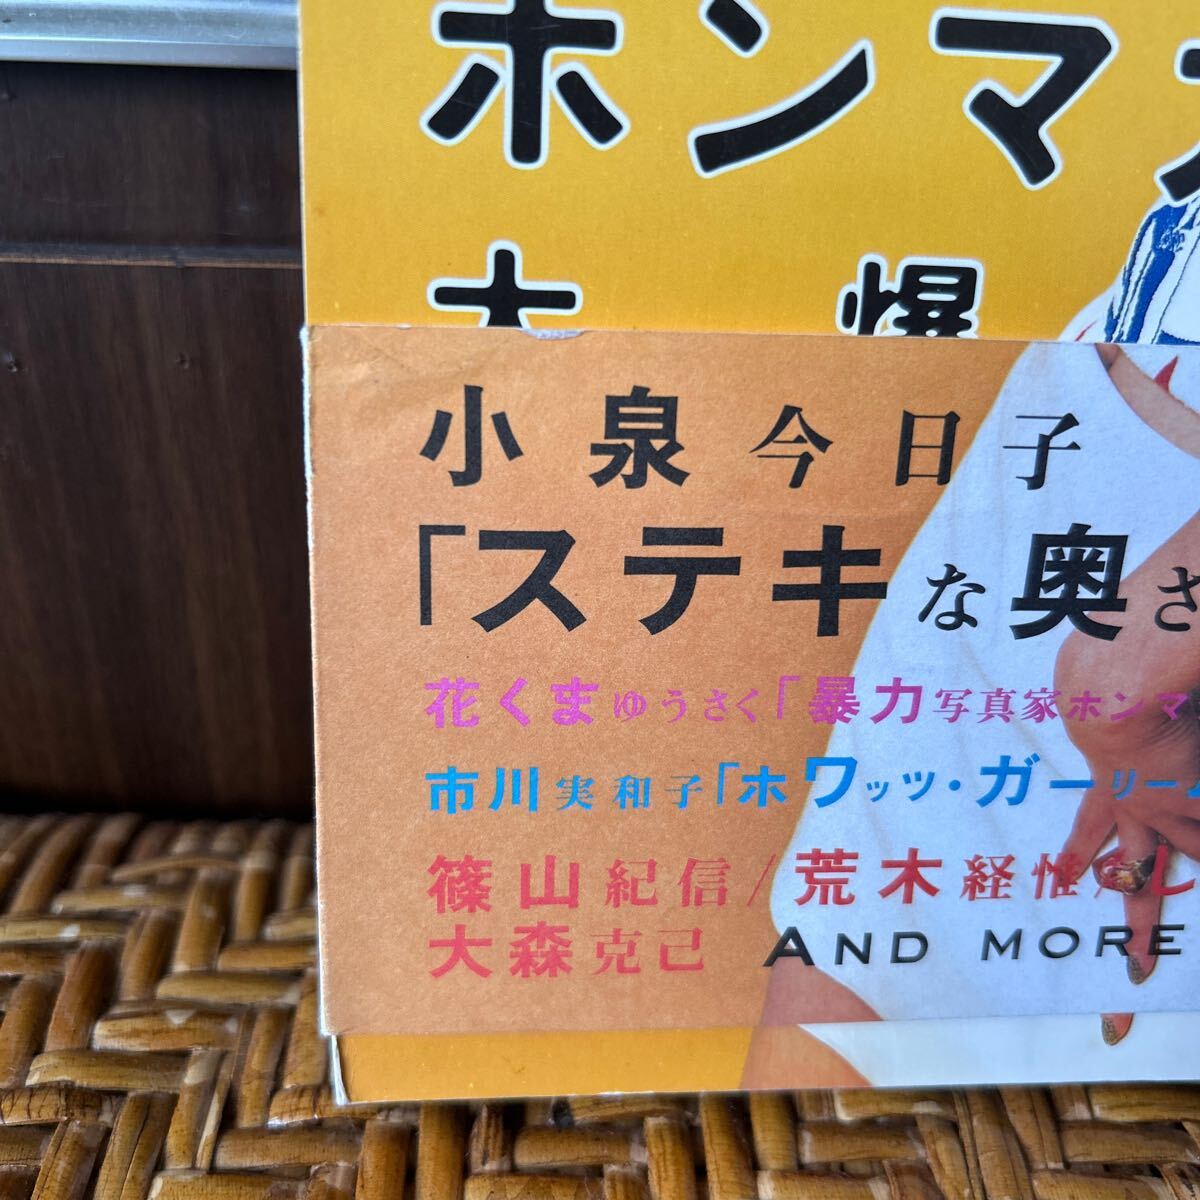 ホンマ
大爆
小泉今日子
「ステキな奥さ
花くまゆうさく「暴力写真家ホンマ
市川実和子「ホワッツ・ガーリーム
篠山紀信/荒木経惟/レ
大森克己 AND MORE